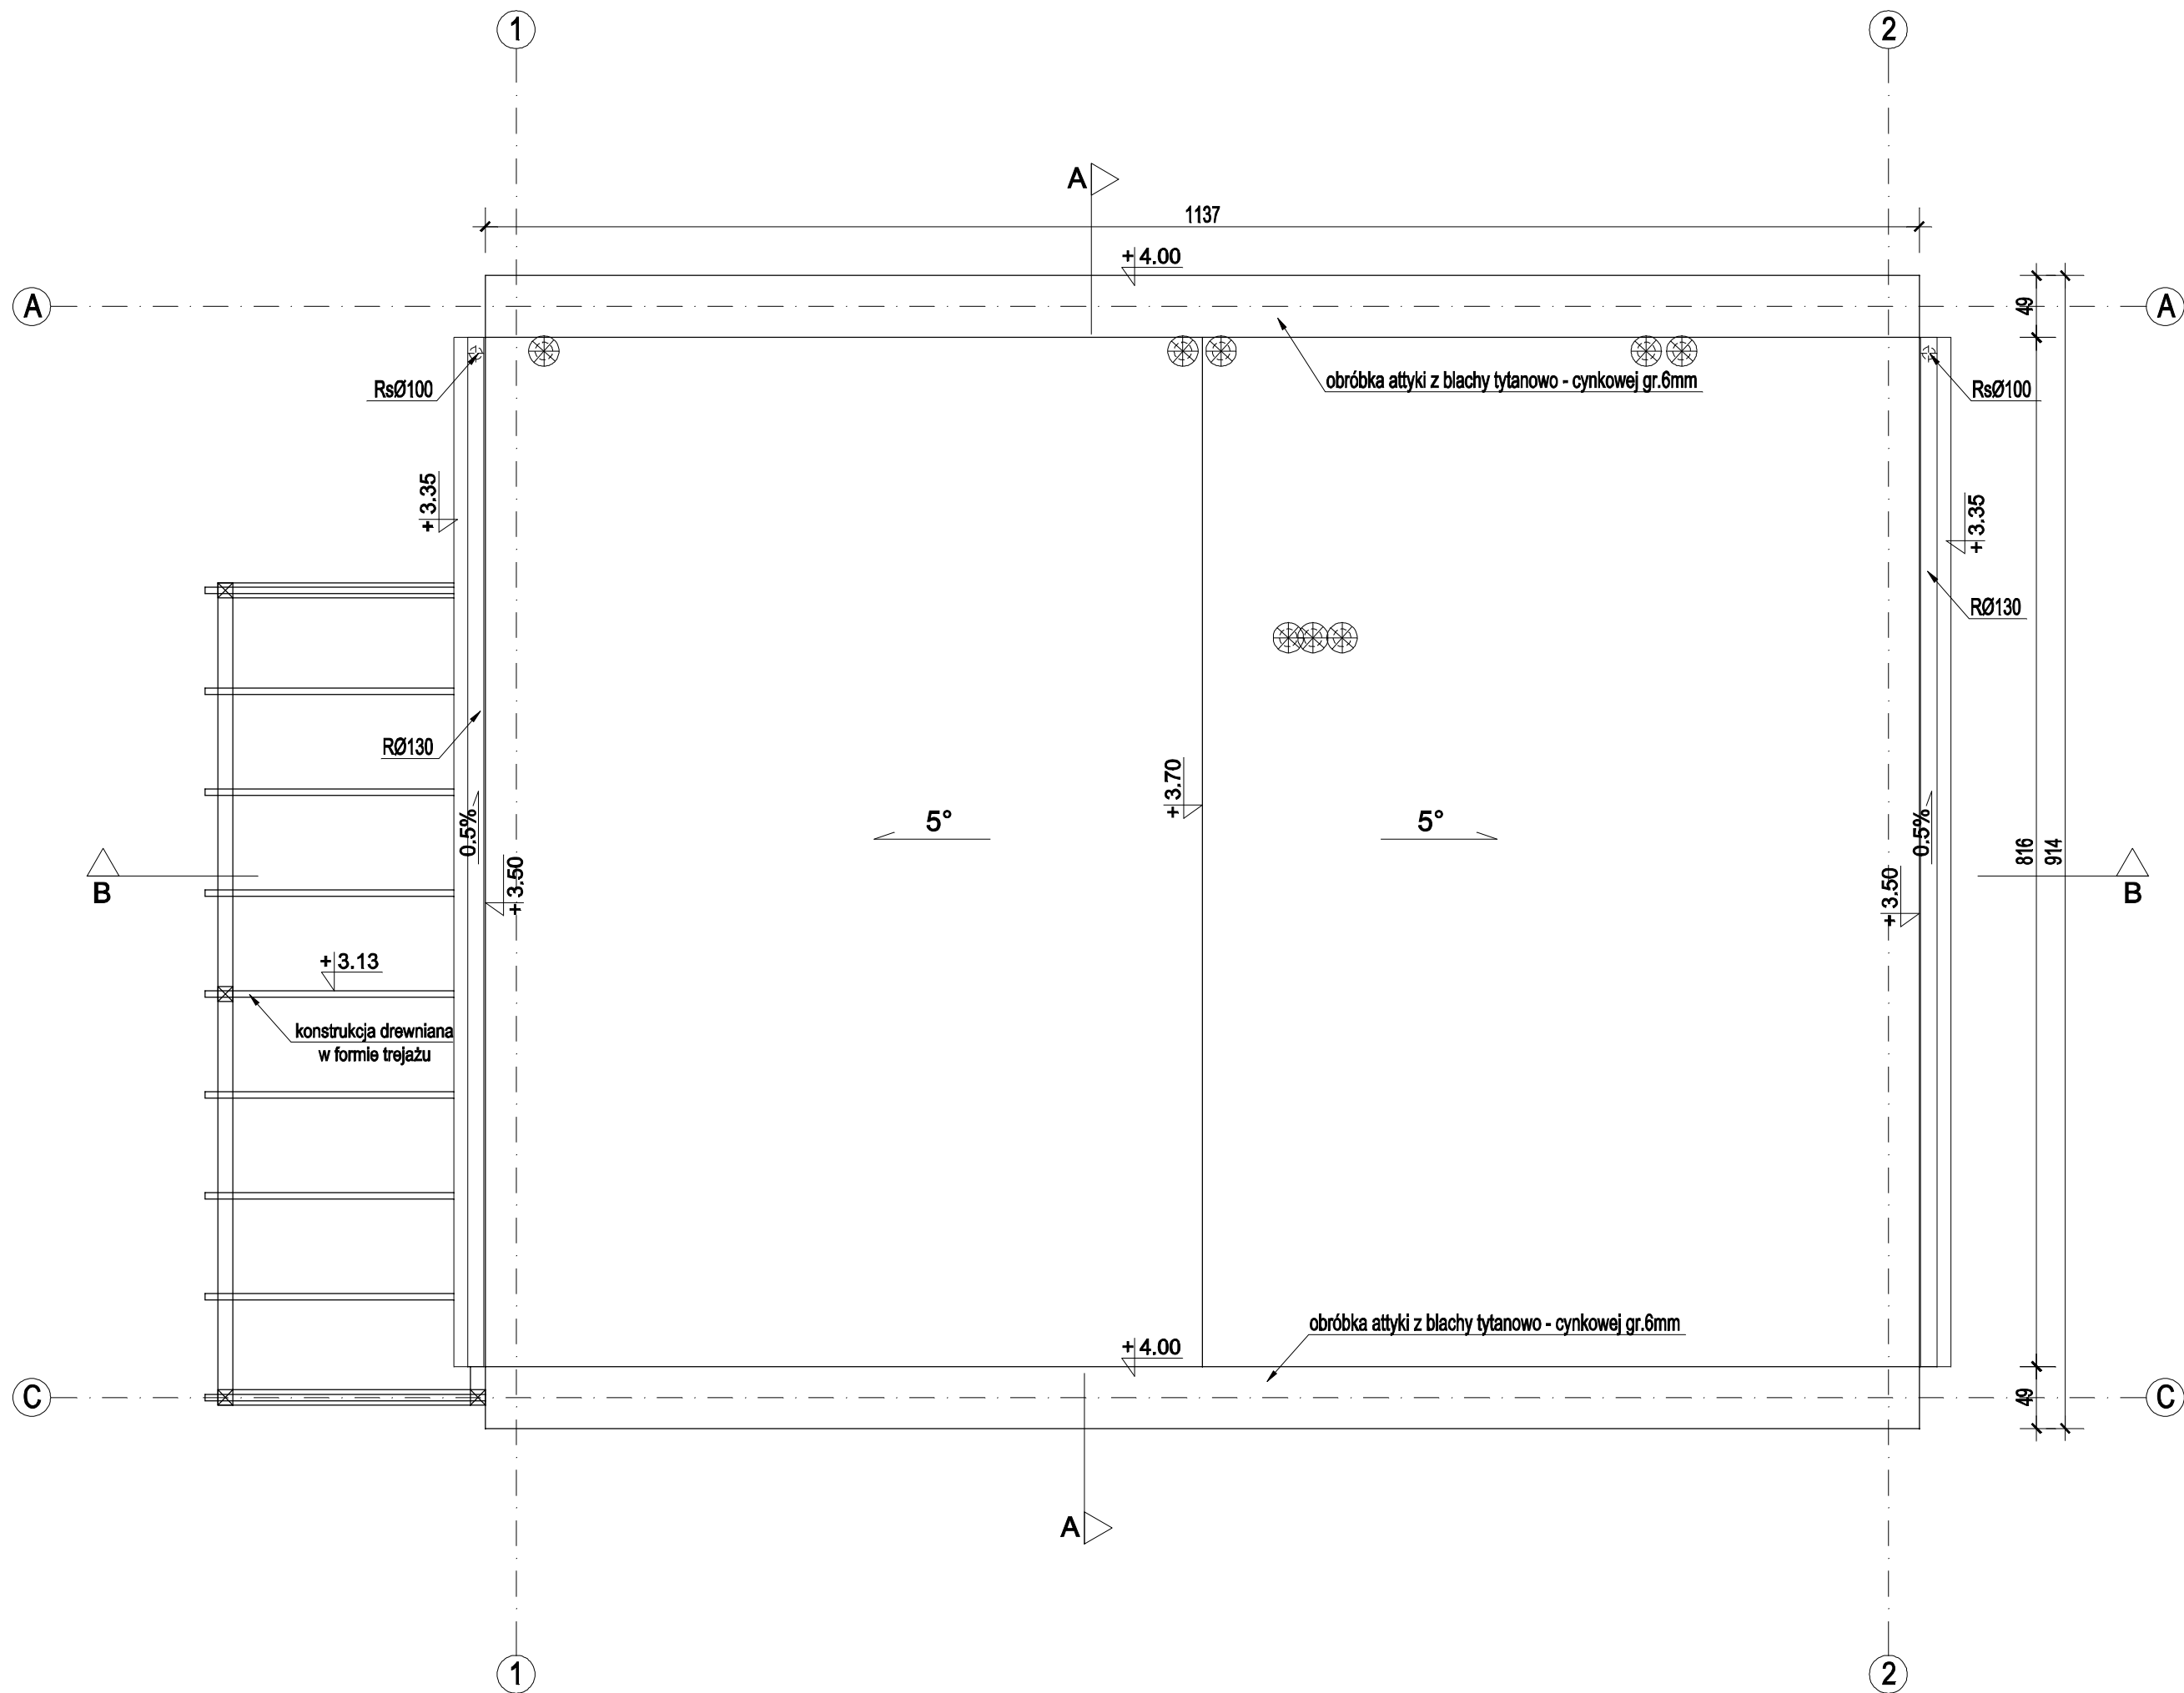 1
2
A
1137
+4.00
A
A
49
obróbka attyki z blachy tytanowo - cynkowej gr.6mm
RsØ100
RsØ100
+3.35
+3.35
RØ130
RØ130
+3.70
0.5%
5°
5°
0.5%
816
914
B
B
+3.50
+3.50
+3.13
konstrukcja drewniana
w formie trejażu
obróbka attyki z blachy tytanowo - cynkowej gr.6mm
+4.00
C
C
49
A
1
2